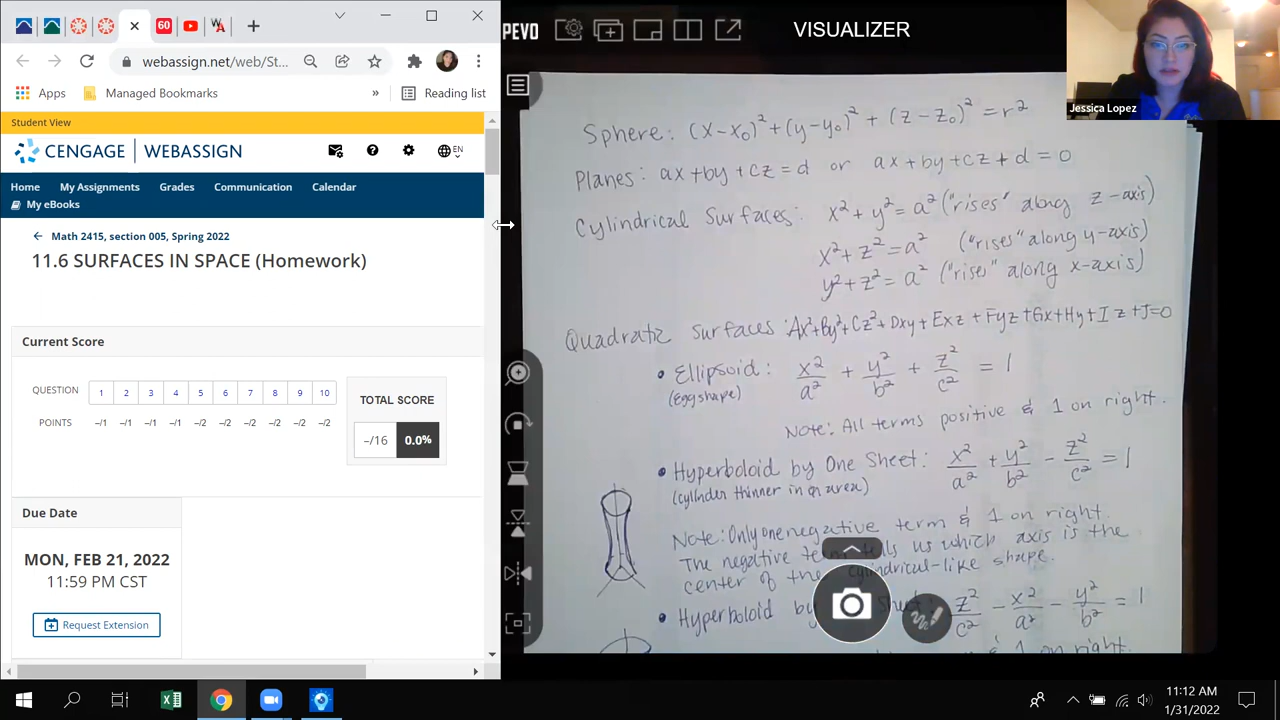 60
webassign.net/web/St...
Apps
Managed Bookmarks
»
Reading list
Student View
CENGAGE | WEBASSIGN
EN
Home
My Assignments
Grades
Communication
Calendar
My eBooks
Math 2415, section 005, Spring 2022
11.6 SURFACES IN SPACE (Homework)
Current Score
QUESTION 1 2 3 4 5 6 7 8 9 10
POINTS –/1 –/1 –/1 –/1 –/2 –/2 –/2 –/2 –/2 –/2
TOTAL SCORE
–/16 0.0%
Due Date
MON, FEB 21, 2022
11:59 PM CST
Request Extension
PEVO
VISUALIZER
Jessica Lopez
Sphere: (x-x₀)² + (y-y₀)² + (z-z₀)² = r²
Planes: ax+by+cz=d or ax+by+cz+d=0
Cylindrical Surfaces: x²+y²=a² ("rises" along z-axis)
x²+z²=a² ("rises" along y-axis)
y²+z²=a² ("rises" along x-axis)
Quadratic Surfaces: Ax²+By²+Cz²+Dxy+Exz+Fyz+Gx+Hy+Iz+J=0
• Ellipsoid: x²/a² + y²/b² + z²/c² = 1
(Egg shape)
Note: All terms positive & 1 on right.
• Hyperboloid by One Sheet: x²/a² + y²/b² - z²/c² = 1
(cylinder thinner in an area)
Note: Only one negative term & 1 on right.
The negative term tells us which axis is the
center of the cylindrical-like shape.
• Hyperboloid by z²/c² - x²/a² - y²/b² = 1
& 1 on right.
11:12 AM
1/31/2022